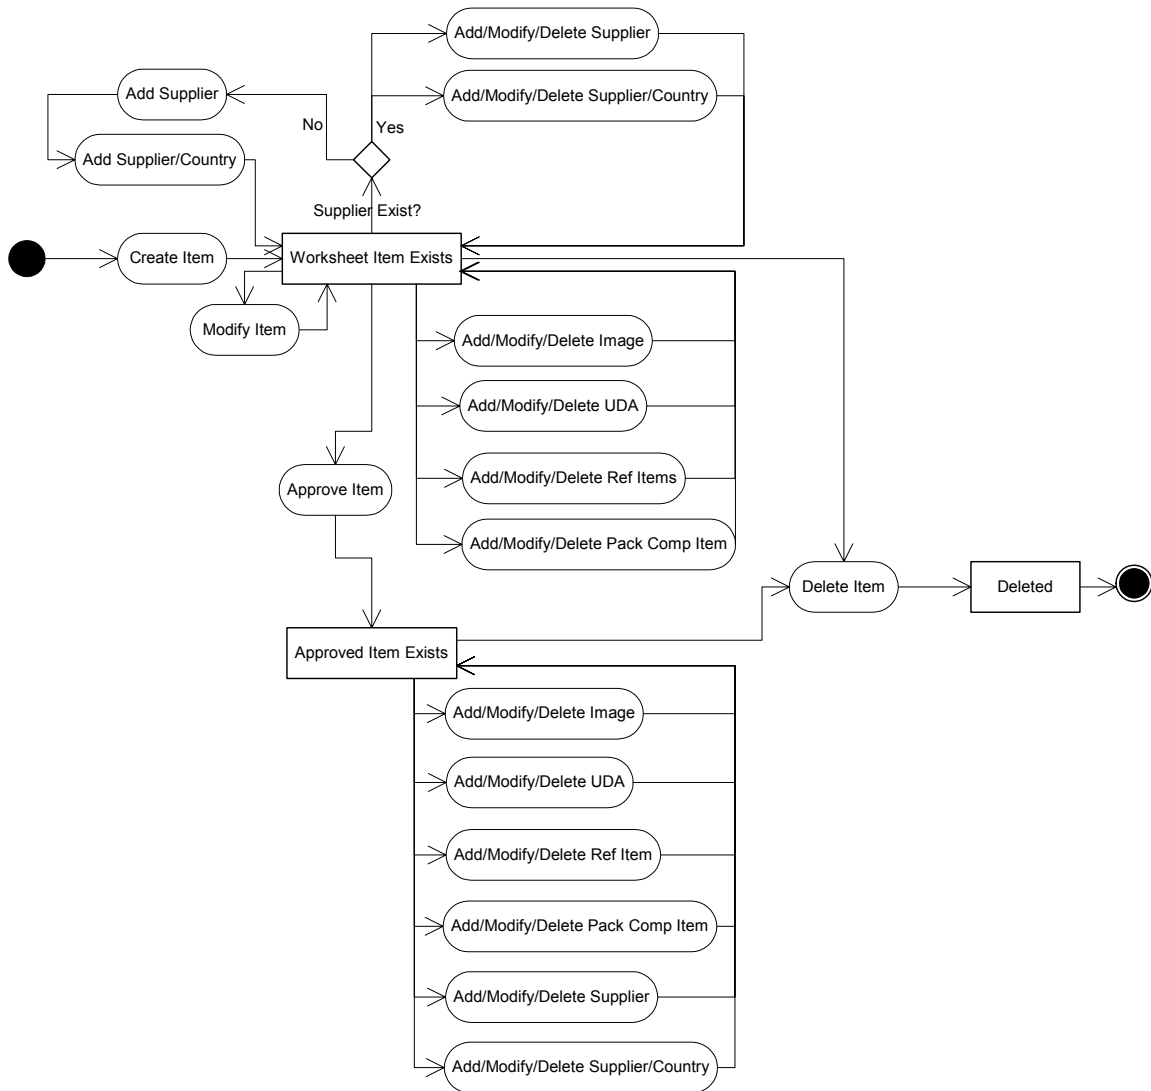 Add/Modify/Delete Supplier
Add Supplier
Add/Modify/Delete Supplier/Country
No
Yes
Add Supplier/Country
Supplier Exist?
Create Item
Worksheet Item Exists
Modify Item
Add/Modify/Delete Image
Add/Modify/Delete UDA
Add/Modify/Delete Ref Items
Approve Item
Add/Modify/Delete Pack Comp Item
Delete Item
Deleted
Approved Item Exists
Add/Modify/Delete Image
Add/Modify/Delete UDA
Add/Modify/Delete Ref Item
Add/Modify/Delete Pack Comp Item
Add/Modify/Delete Supplier
Add/Modify/Delete Supplier/Country